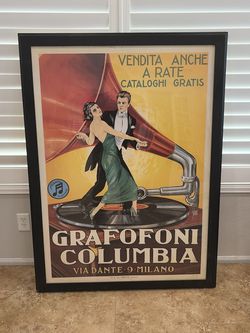 VENDITA ANCHE
A RATE
CATALOGHI GRATIS
GRAFOFONI
COLUMBIA
VIA DANTE·9·MILANO